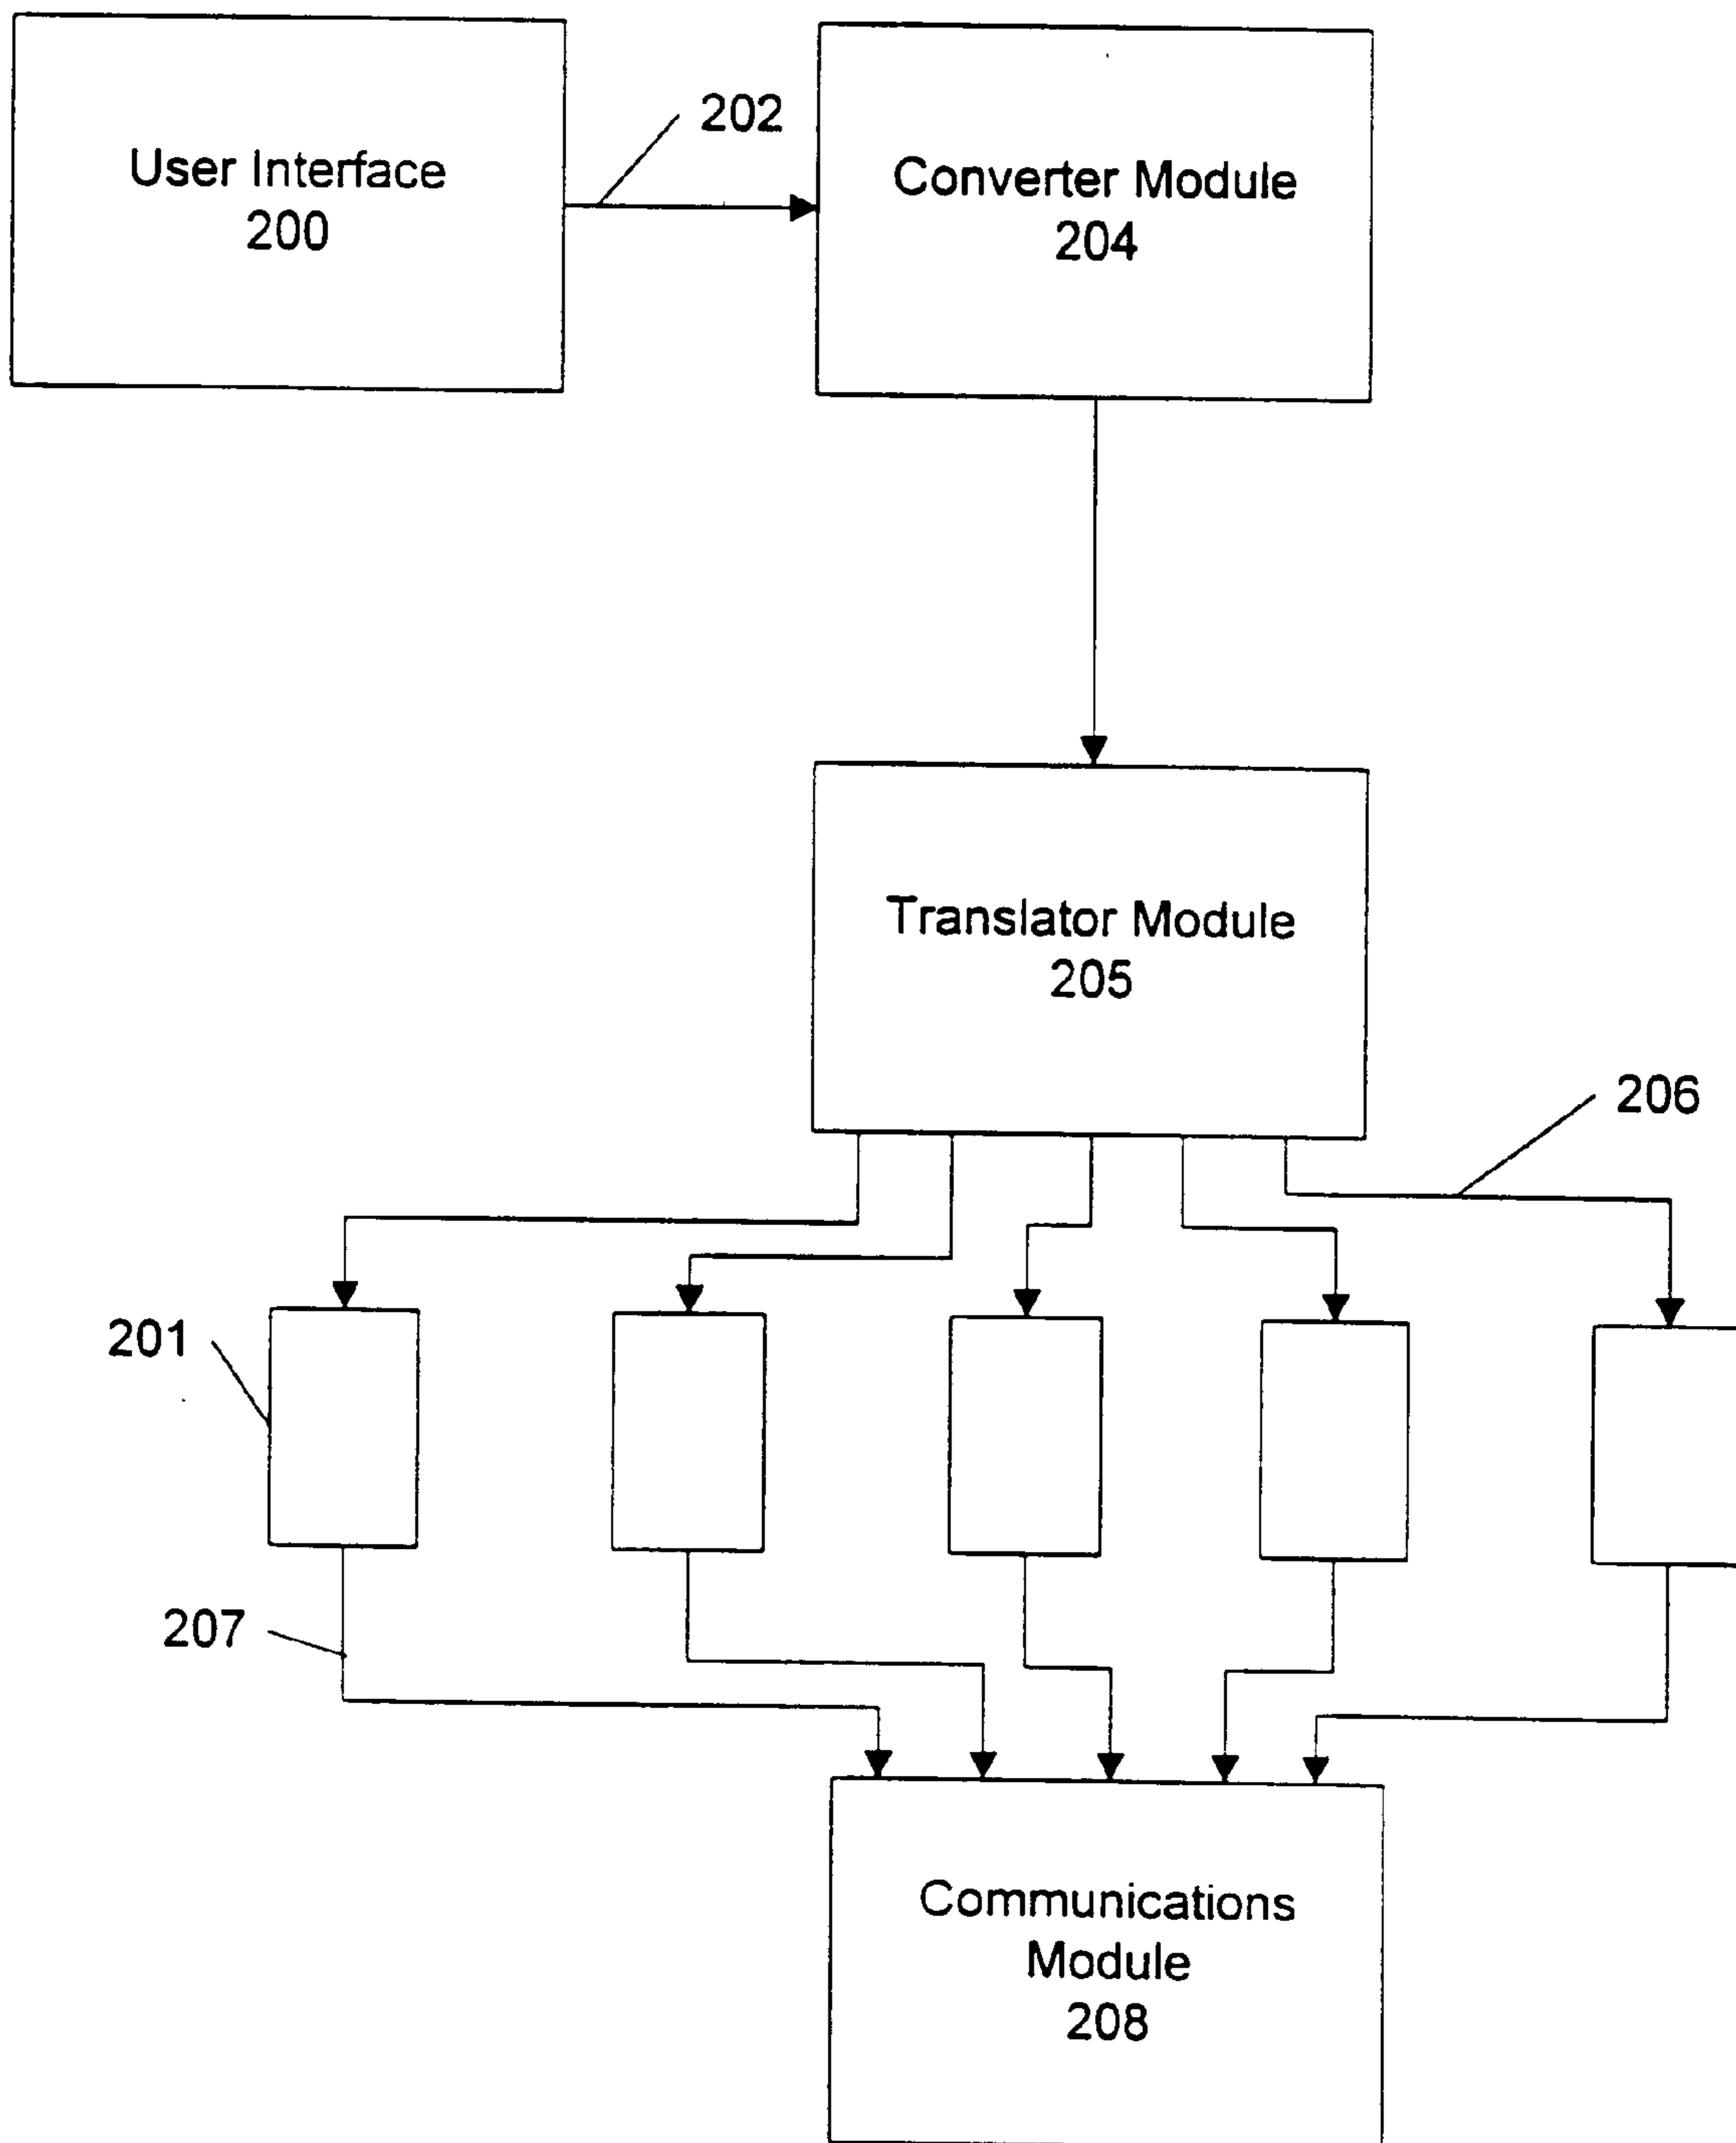 User Interface
200
202
Converter Module
204
Translator Module
205
206
201
207
Communications
Module
208